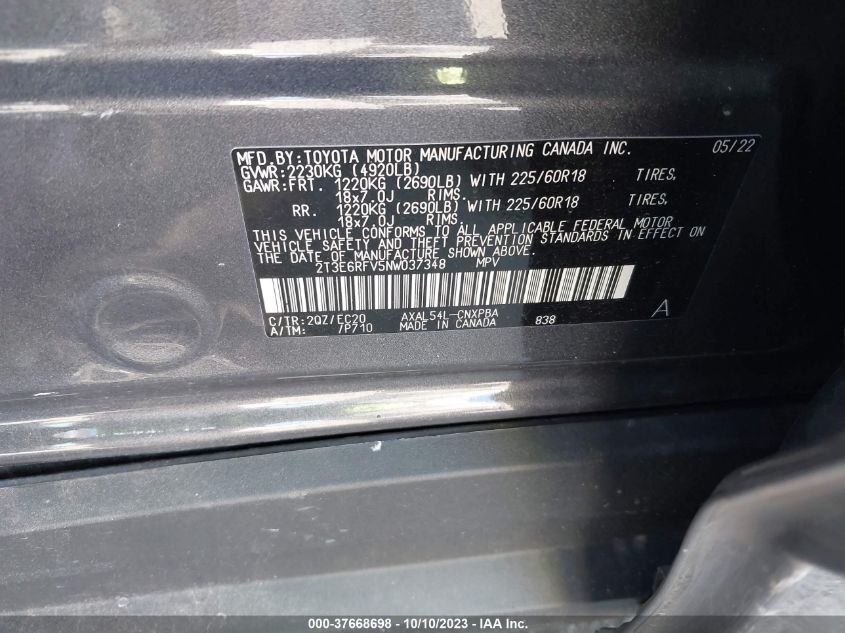 MFD.BY:TOYOTA MOTOR MANUFACTURING CANADA INC. 05/22
GVWR:2230KG (4920LB)
GAWR:FRT. 1220KG (2690LB) WITH 225/60R18 TIRES,
18x7.0J RIMS.
RR. 1220KG (2690LB) WITH 225/60R18 TIRES,
18x7.0J RIMS.
THIS VEHICLE CONFORMS TO ALL APPLICABLE FEDERAL MOTOR
VEHICLE SAFETY AND THEFT PREVENTION STANDARDS IN EFFECT ON
THE DATE OF MANUFACTURE SHOWN ABOVE.
2T3E6RFV5NW037348 MPV
C/TR:2QZ/EC20 AXAL54L-CNXPBA A
A/TM: 7P710 MADE IN CANADA 838
000-37668698 - 10/10/2023 - IAA Inc.